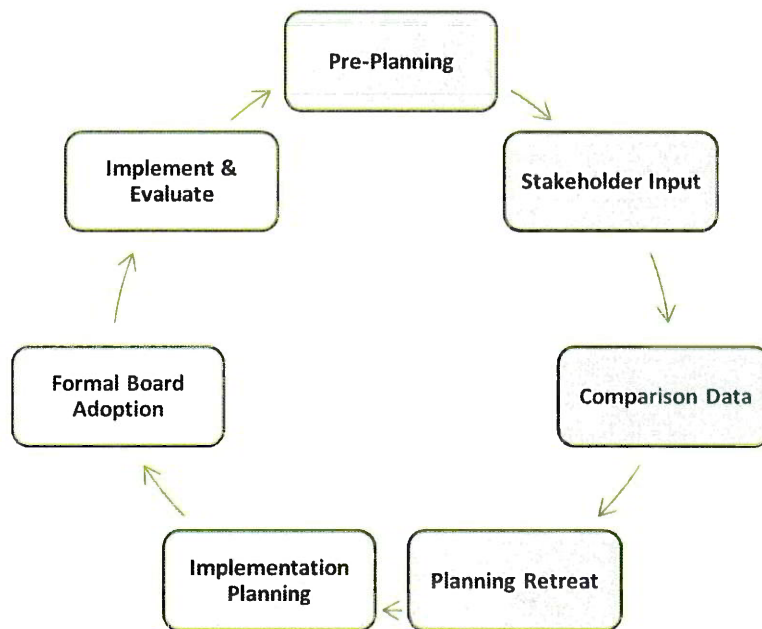 Pre-Planning
Stakeholder Input
Comparison Data
Planning Retreat
Implementation
Planning
Formal Board
Adoption
Implement &
Evaluate